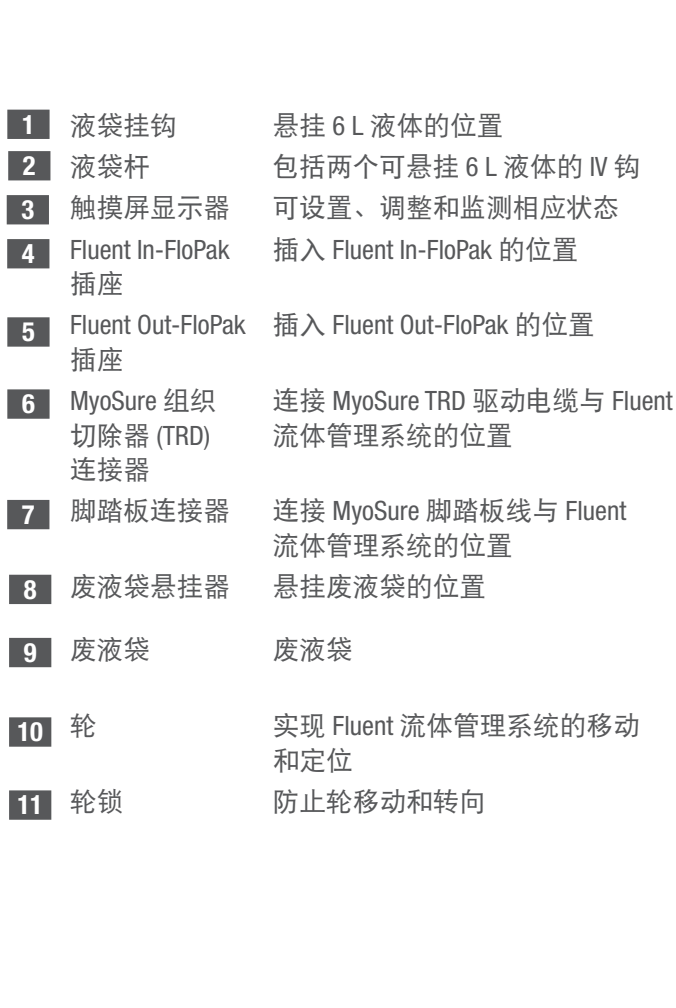 1 液袋挂钩 悬挂 6 L 液体的位置
2 液袋杆 包括两个可悬挂 6 L 液体的 IV 钩
3 触摸屏显示器 可设置、调整和监测相应状态
4 Fluent In-FloPak 插入 Fluent In-FloPak 的位置
插座
5 Fluent Out-FloPak 插入 Fluent Out-FloPak 的位置
插座
6 MyoSure 组织 连接 MyoSure TRD 驱动电缆与 Fluent
切除器 (TRD) 流体管理系统的位置
连接器
7 脚踏板连接器 连接 MyoSure 脚踏板线与 Fluent
流体管理系统的位置
8 废液袋悬挂器 悬挂废液袋的位置
9 废液袋 废液袋
10 轮 实现 Fluent 流体管理系统的移动
和定位
11 轮锁 防止轮移动和转向